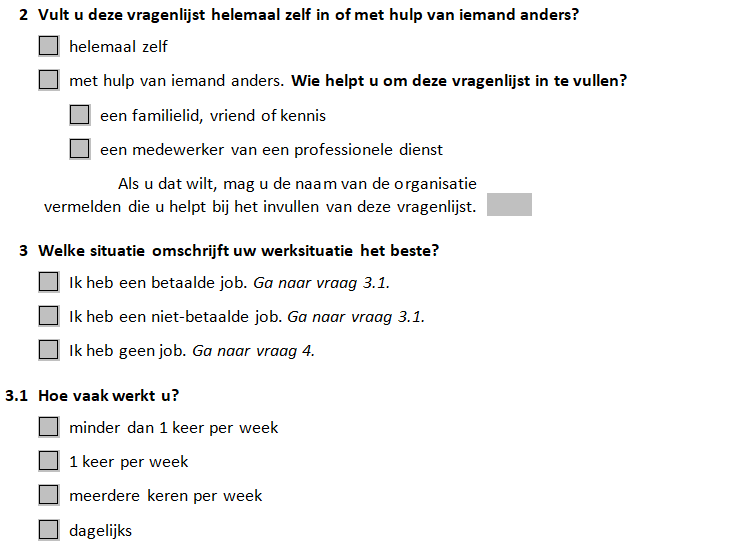 2 Vult u deze vragenlijst helemaal zelf in of met hulp van iemand anders?
helemaal zelf
met hulp van iemand anders. Wie helpt u om deze vragenlijst in te vullen?
een familielid, vriend of kennis
een medewerker van een professionele dienst
Als u dat wilt, mag u de naam van de organisatie
vermelden die u helpt bij het invullen van deze vragenlijst.
3 Welke situatie omschrijft uw werksituatie het beste?
Ik heb een betaalde job. Ga naar vraag 3.1.
Ik heb een niet-betaalde job. Ga naar vraag 3.1.
Ik heb geen job. Ga naar vraag 4.
3.1 Hoe vaak werkt u?
minder dan 1 keer per week
1 keer per week
meerdere keren per week
dagelijks